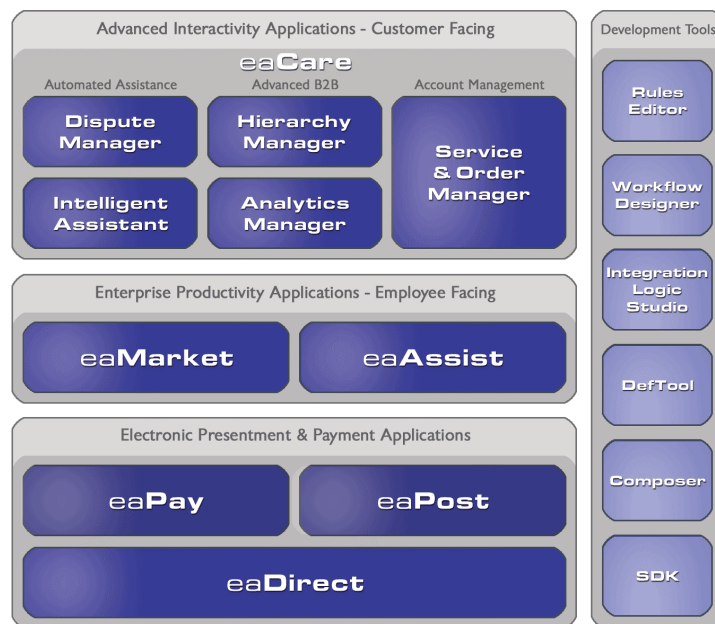 Advanced Interactivity Applications - Customer Facing
eaCare
Automated Assistance
Advanced B2B
Account Management
Dispute
Manager
Hierarchy
Manager
Service
& Order
Manager
Intelligent
Assistant
Analytics
Manager
Enterprise Productivity Applications - Employee Facing
eaMarket
eaAssist
Electronic Presentment & Payment Applications
eaPay
eaPost
eaDirect
Development Tools
Rules
Editor
Workflow
Designer
Integration
Logic
Studio
DefTool
Composer
SDK